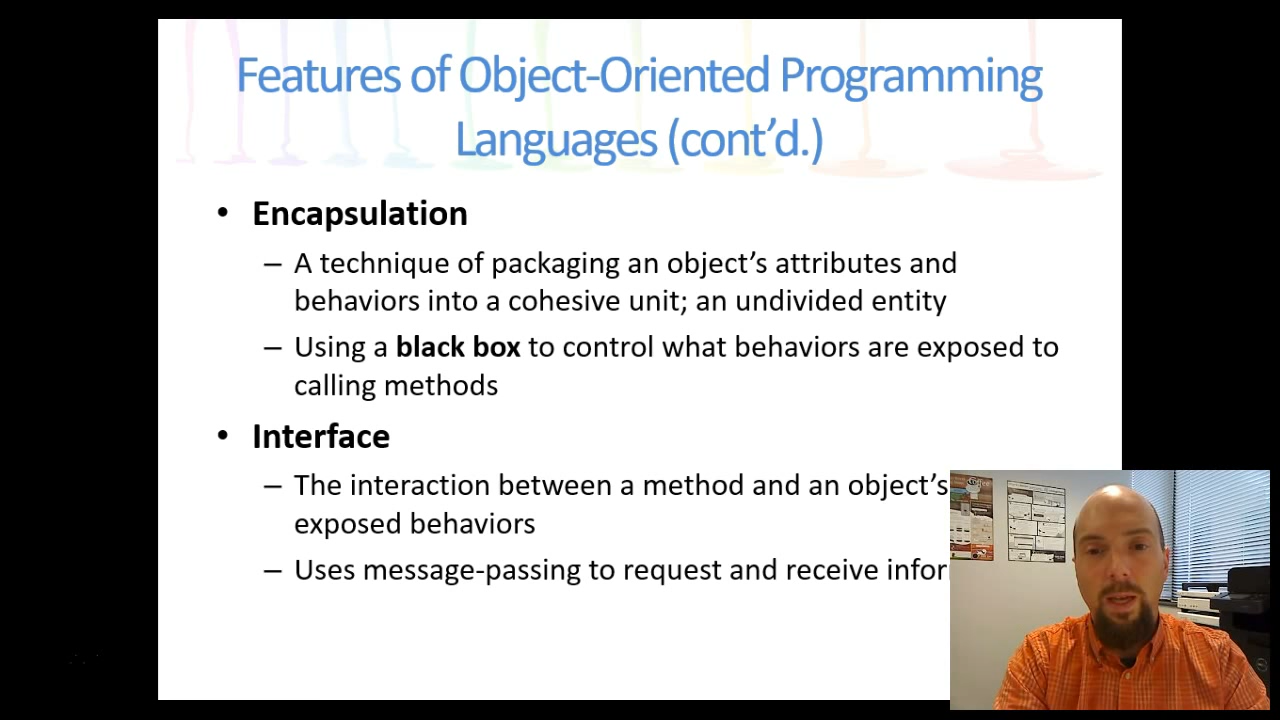 Features of Object-Oriented Programming
Languages (cont’d.)
• Encapsulation
– A technique of packaging an object’s attributes and
behaviors into a cohesive unit; an undivided entity
– Using a black box to control what behaviors are exposed to
calling methods
• Interface
– The interaction between a method and an object’s
exposed behaviors
– Uses message-passing to request and receive